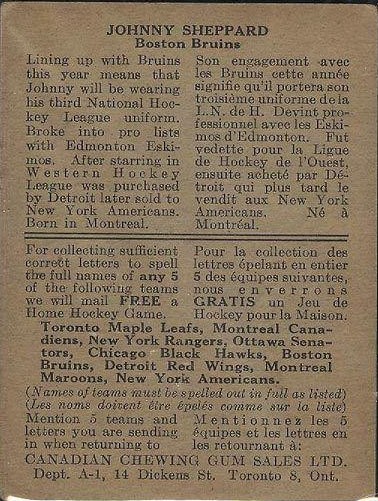 JOHNNY SHEPPARD
Boston Bruins
Lining up with Bruins
this year means that
Johnny will be wearing
his third National Hoc-
key League uniform.
Broke into pro lists
with Edmonton Eski-
mos. After starring in
Western Hockey
League was purchased
by Detroit later sold to
New York Americans.
Born in Montreal.
Son engagement avec
les Bruins cette année
signifie qu'il portera son
troisième uniforme de la
L.N. de H. Devint pro-
fessionnel avec les Eski-
mos d'Edmonton. Fut
vedette pour la Ligue
de Hockey de l'Ouest,
ensuite acheté par Dé-
troit qui plus tard le
vendit aux New York
Americans. Né à
Montréal.
For collecting sufficient
correct letters to spell
the full names of any 5
of the following teams
we will mail FREE a
Home Hockey Game.
Pour la collection des
lettres épelant en entier
5 des équipes suivantes,
nous enverrons
GRATIS un Jeu de
Hockey pour la Maison.
Toronto Maple Leafs, Montreal Cana-
diens, New York Rangers, Ottawa Sena-
tors, Chicago Black Hawks, Boston
Bruins, Detroit Red Wings, Montreal
Maroons, New York Americans.
(Names of teams must be spelled out in full as listed)
(Les noms doivent être épelés comme sur la liste)
Mention 5 teams and
letters you are sending
in when returning to
Mentionnez les 5
équipes et les lettres en
les retournant à:
CANADIAN CHEWING GUM SALES LTD.
Dept. A-1, 14 Dickens St. Toronto 8, Ont.